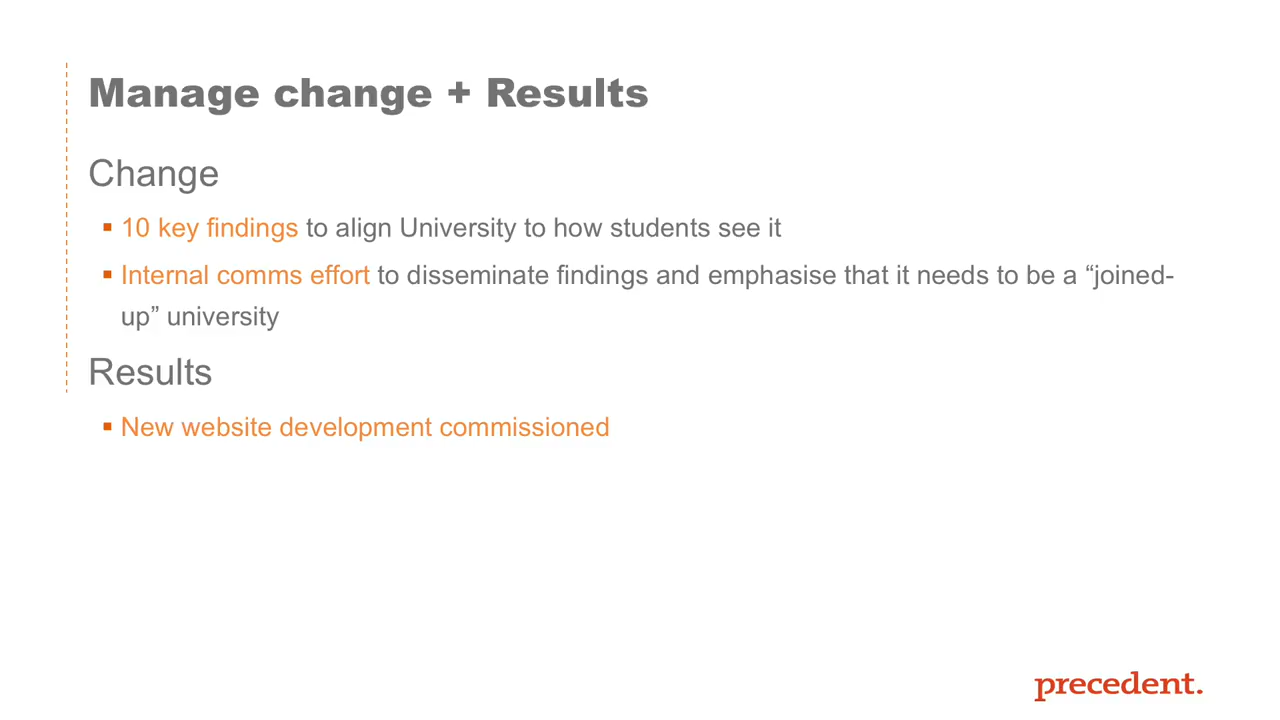 Manage change + Results
Change
▪ 10 key findings to align University to how students see it
▪ Internal comms effort to disseminate findings and emphasise that it needs to be a “joined-
up” university
Results
▪ New website development commissioned
precedent.